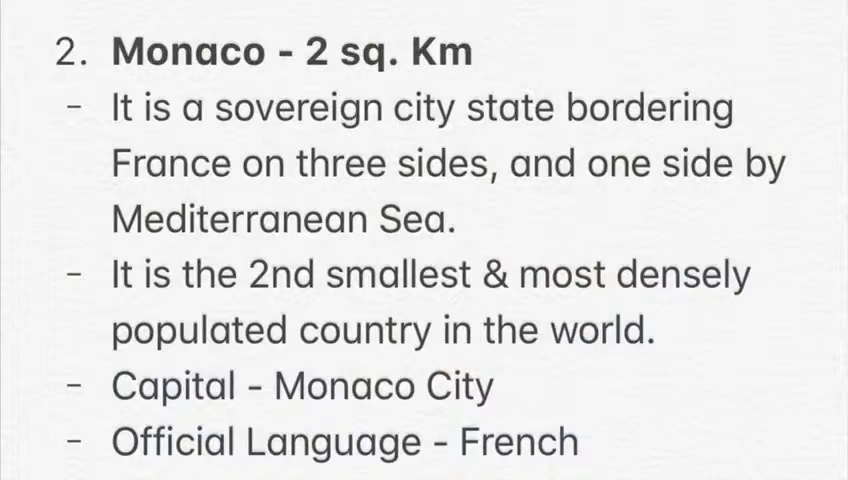 2. Monaco - 2 sq. Km
- It is a sovereign city state bordering
France on three sides, and one side by
Mediterranean Sea.
- It is the 2nd smallest & most densely
populated country in the world.
- Capital - Monaco City
- Official Language - French